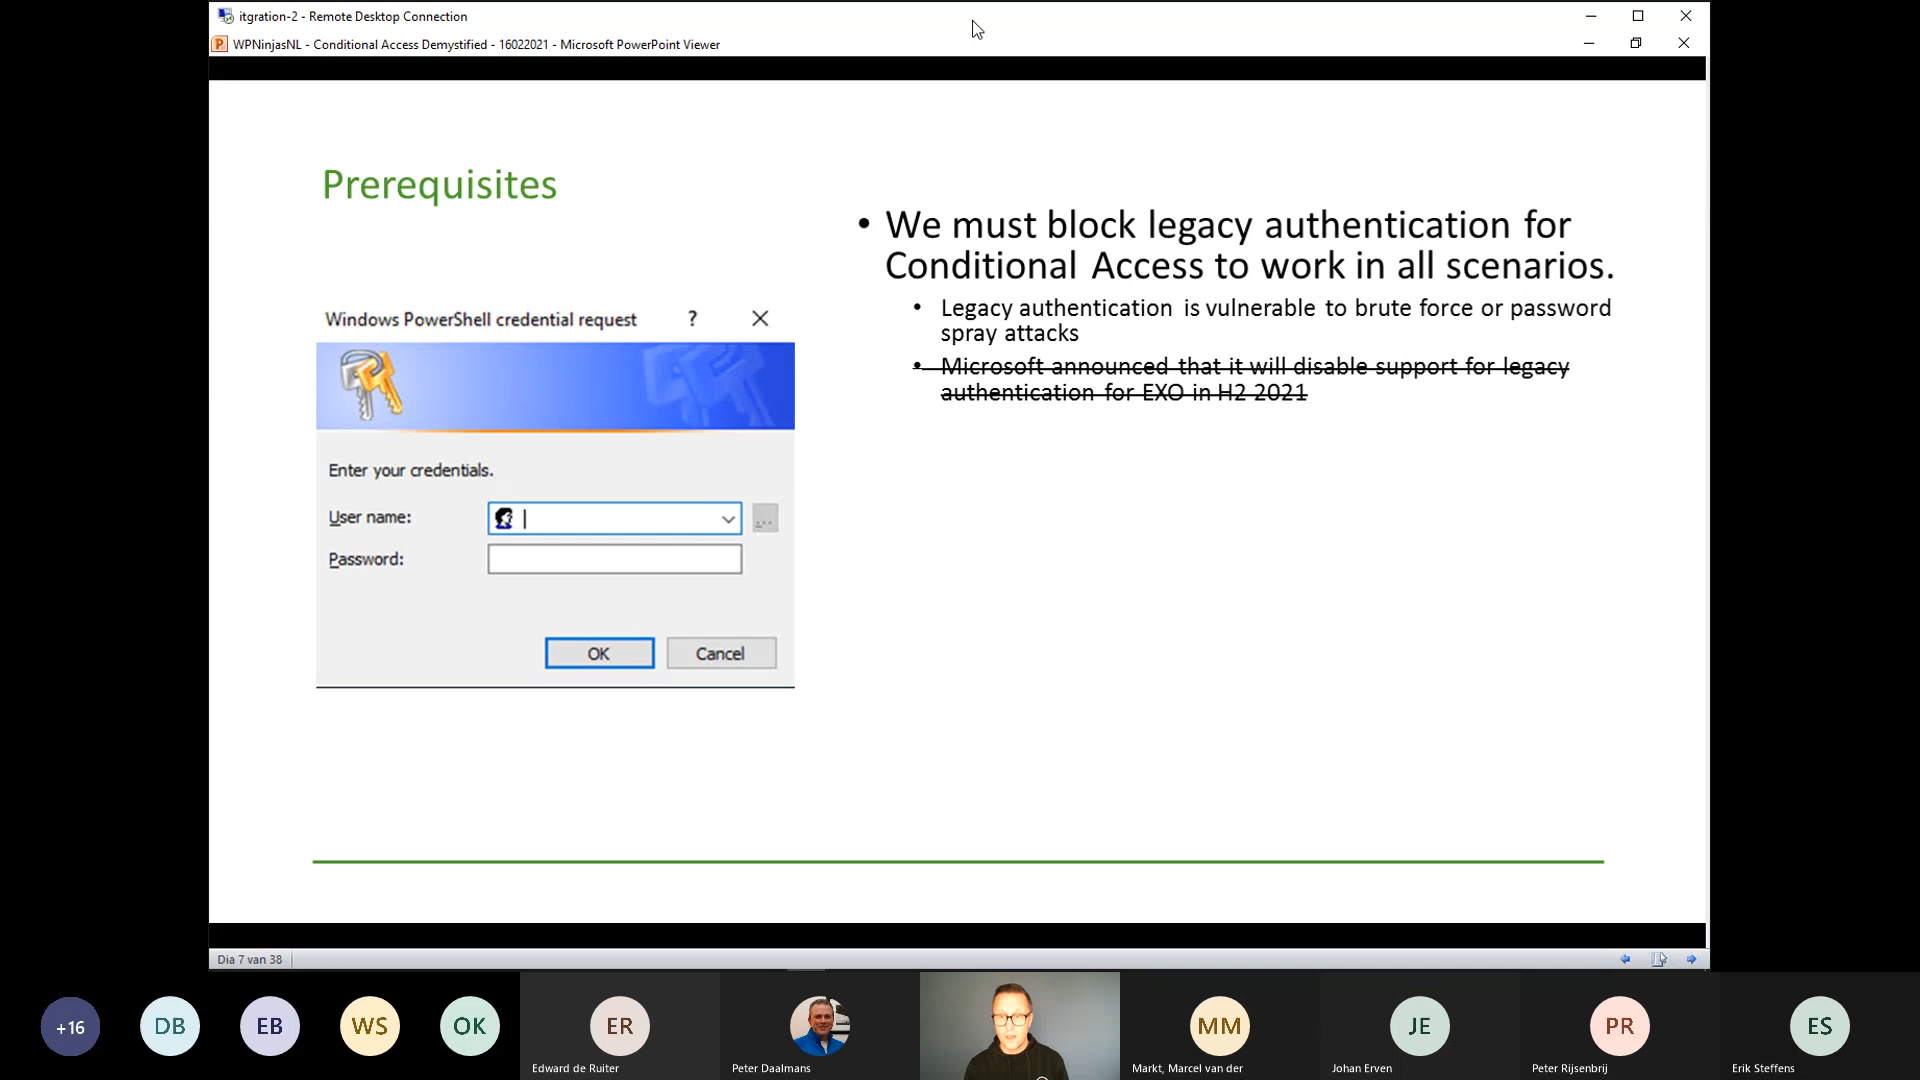 itgration-2 - Remote Desktop Connection
WPNinjasNL - Conditional Access Demystified - 16022021 - Microsoft PowerPoint Viewer
Prerequisites
• We must block legacy authentication for
Conditional Access to work in all scenarios.
• Legacy authentication is vulnerable to brute force or password
spray attacks
• Microsoft announced that it will disable support for legacy
authentication for EXO in H2 2021
Windows PowerShell credential request ?
Enter your credentials.
User name:
...
Password:
OK Cancel
Dia 7 van 38
+16 DB EB WS OK ER MM JE PR ES
Edward de Ruiter Peter Daalmans Markt, Marcel van der Johan Erven Peter Rijsenbrij Erik Steffens